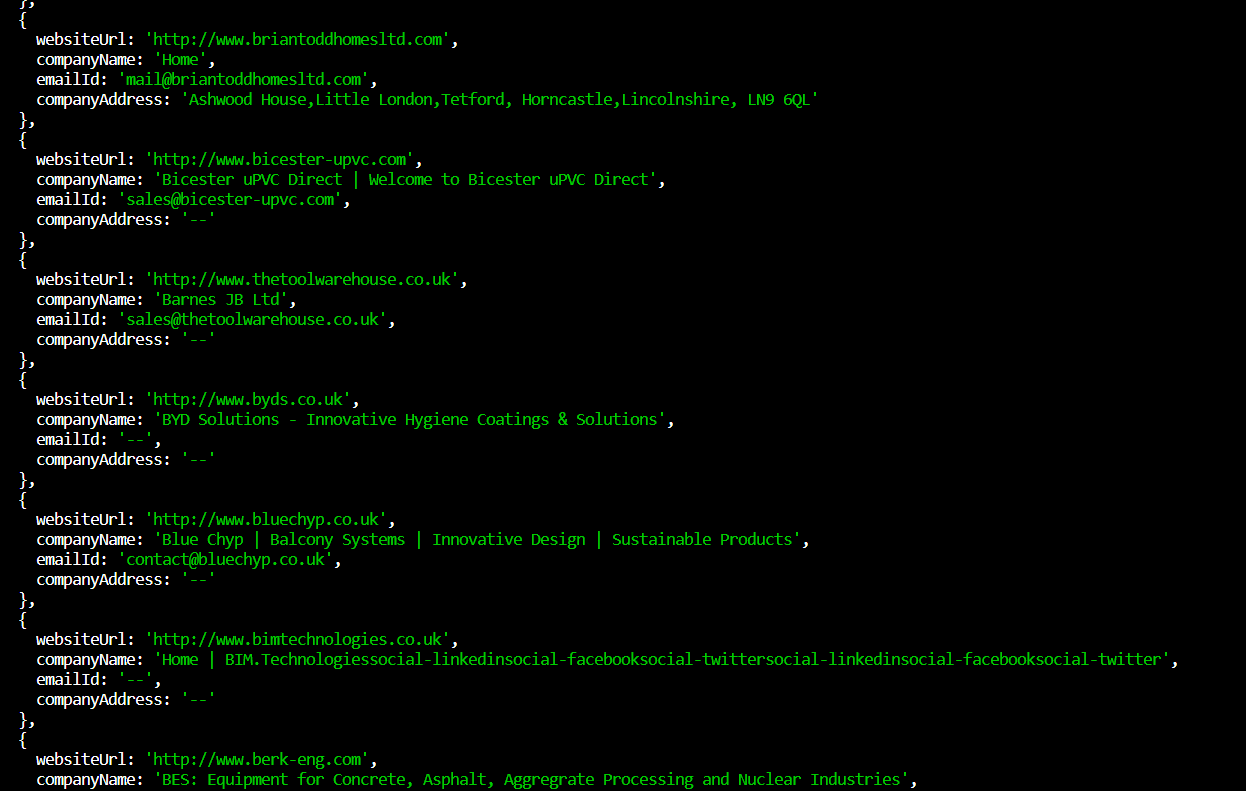 },
{
websiteUrl: 'http://www.briantoddhomesltd.com',
companyName: 'Home',
emailId: 'mail@briantoddhomesltd.com',
companyAddress: 'Ashwood House,Little London,Tetford, Horncastle,Lincolnshire, LN9 6QL'
},
{
websiteUrl: 'http://www.bicester-upvc.com',
companyName: 'Bicester uPVC Direct | Welcome to Bicester uPVC Direct',
emailId: 'sales@bicester-upvc.com',
companyAddress: '--'
},
{
websiteUrl: 'http://www.thetoolwarehouse.co.uk',
companyName: 'Barnes JB Ltd',
emailId: 'sales@thetoolwarehouse.co.uk',
companyAddress: '--'
},
{
websiteUrl: 'http://www.byds.co.uk',
companyName: 'BYD Solutions - Innovative Hygiene Coatings & Solutions',
emailId: '--',
companyAddress: '--'
},
{
websiteUrl: 'http://www.bluechyp.co.uk',
companyName: 'Blue Chyp | Balcony Systems | Innovative Design | Sustainable Products',
emailId: 'contact@bluechyp.co.uk',
companyAddress: '--'
},
{
websiteUrl: 'http://www.bimtechnologies.co.uk',
companyName: 'Home | BIM.Technologiessocial-linkedinsocial-facebooksocial-twittersocial-linkedinsocial-facebooksocial-twitter',
emailId: '--',
companyAddress: '--'
},
{
websiteUrl: 'http://www.berk-eng.com',
companyName: 'BES: Equipment for Concrete, Asphalt, Aggregrate Processing and Nuclear Industries',